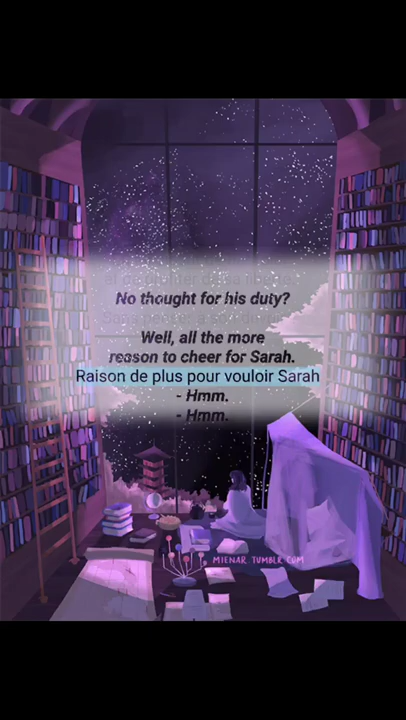 No thought for his duty?
Well, all the more
reason to cheer for Sarah.
Raison de plus pour vouloir Sarah
- Hmm.
- Hmm.
MIENAR.TUMBLR.COM